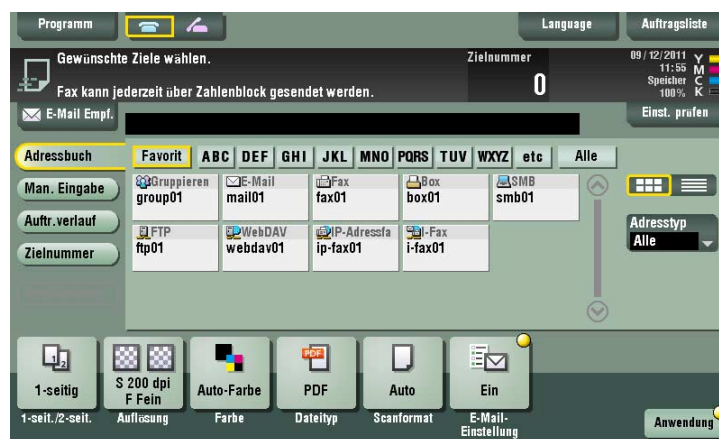 Programm
Language
Auftragsliste
Gewünschte Ziele wählen.
Zielnummer
0
09/12/2011
11:55
Speicher
100%
Y
M
C
K
Fax kann jederzeit über Zahlenblock gesendet werden.
E-Mail Empf.
Einst. prüfen
Adressbuch
Favorit ABC DEF GHI JKL MNO PQRS TUV WXYZ etc Alle
Man. Eingabe
Auftr.verlauf
Zielnummer
Gruppieren
group01
E-Mail
mail01
Fax
fax01
Box
box01
SMB
smb01
FTP
ftp01
WebDAV
webdav01
IP-Adressfa
ip-fax01
I-Fax
i-fax01
Adresstyp
Alle
1 2
1-seitig
S 200 dpi
F Fein
Auto-Farbe
PDF
PDF
Auto
Ein
1-seit./2-seit.
Auflösung
Farbe
Dateityp
Scanformat
E-Mail-
Einstellung
Anwendung